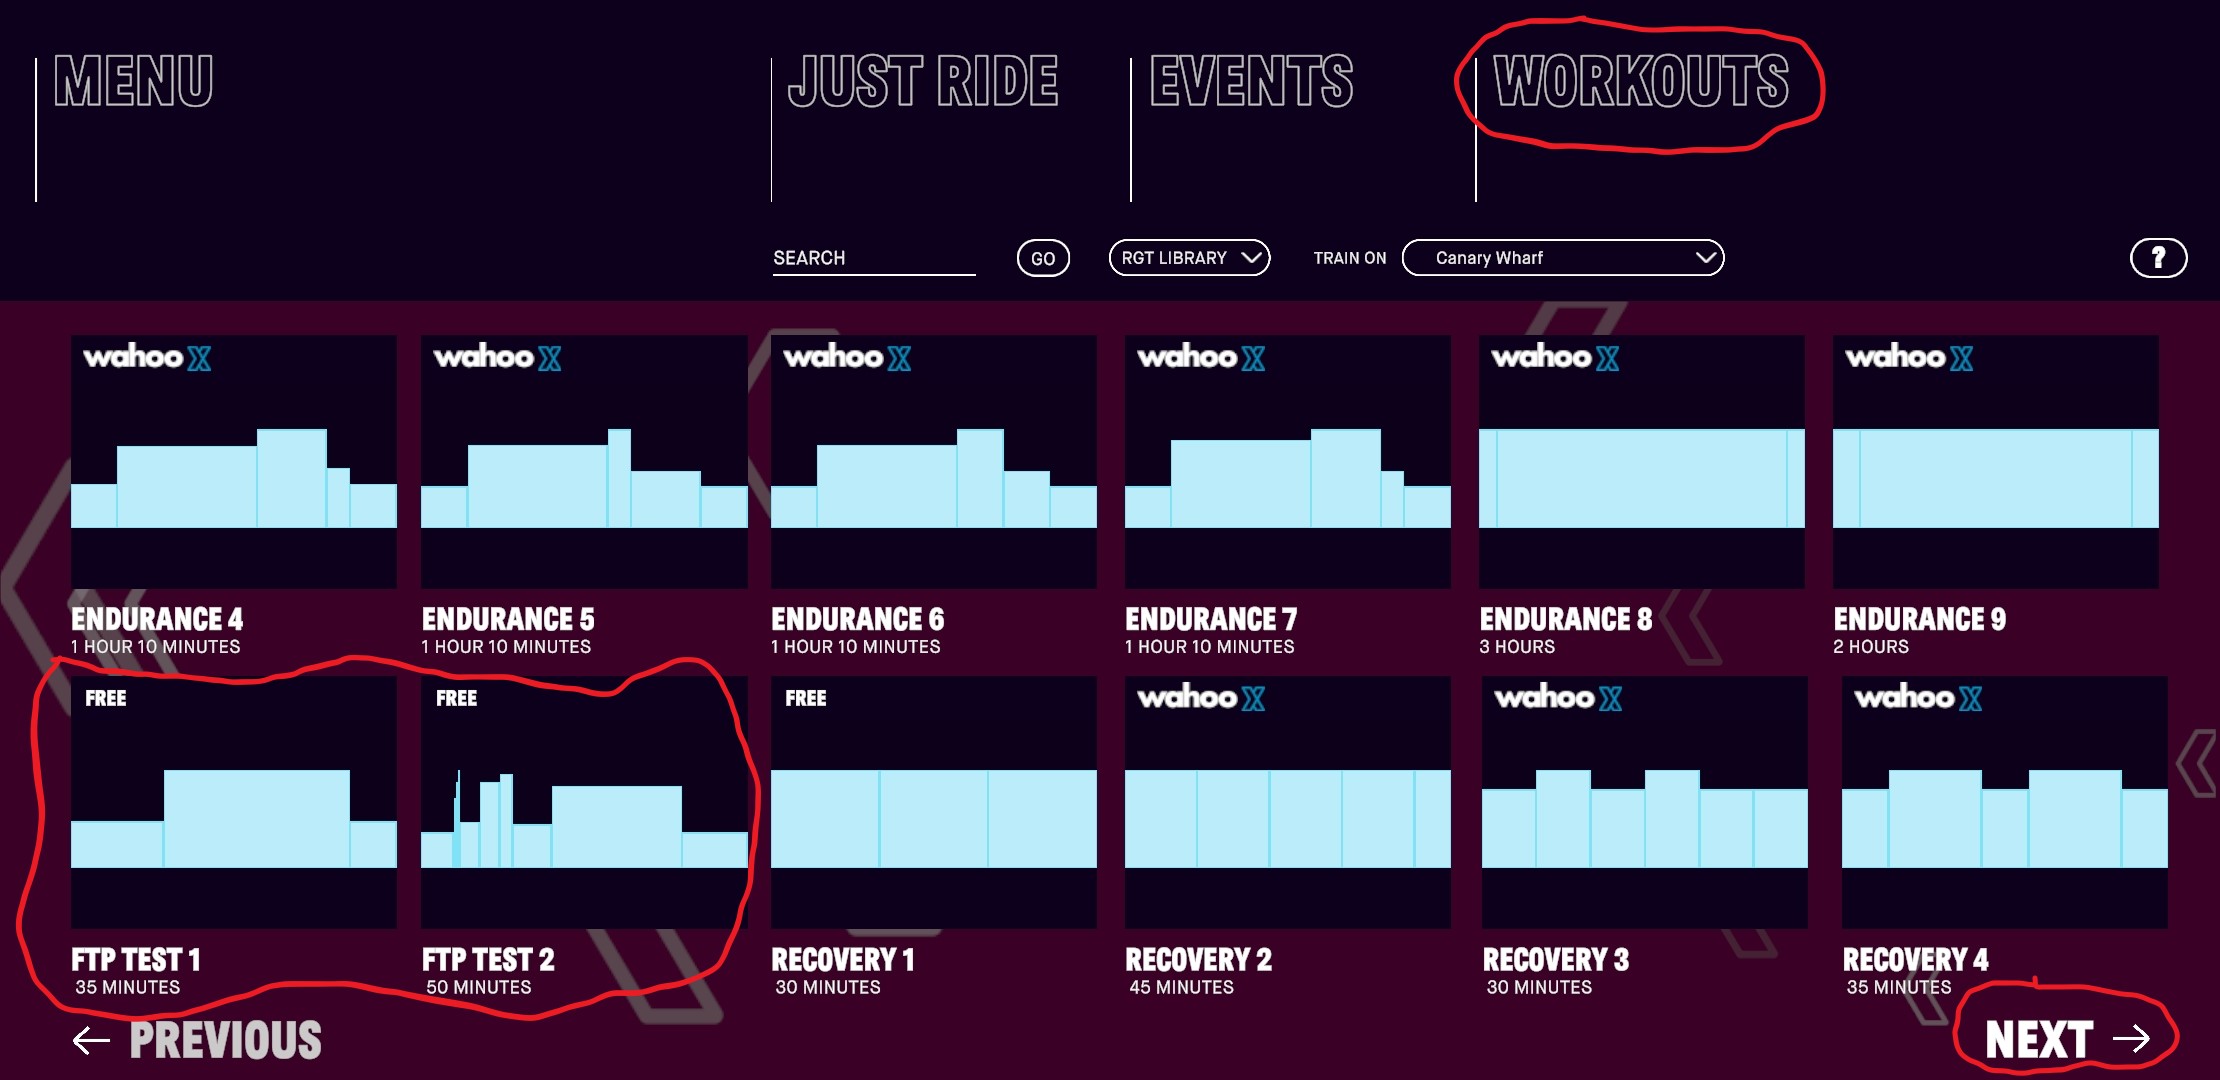 MENU
JUST RIDE
EVENTS
WORKOUTS
SEARCH
GO
RGT LIBRARY
TRAIN ON
Canary Wharf
?
wahoo X
wahoo X
wahoo X
wahoo X
wahoo X
wahoo X
ENDURANCE 4
1 HOUR 10 MINUTES
ENDURANCE 5
1 HOUR 10 MINUTES
ENDURANCE 6
1 HOUR 10 MINUTES
ENDURANCE 7
1 HOUR 10 MINUTES
ENDURANCE 8
3 HOURS
ENDURANCE 9
2 HOURS
FREE
FREE
FREE
wahoo X
wahoo X
wahoo X
FTP TEST 1
35 MINUTES
FTP TEST 2
50 MINUTES
RECOVERY 1
30 MINUTES
RECOVERY 2
45 MINUTES
RECOVERY 3
30 MINUTES
RECOVERY 4
35 MINUTES
PREVIOUS
NEXT